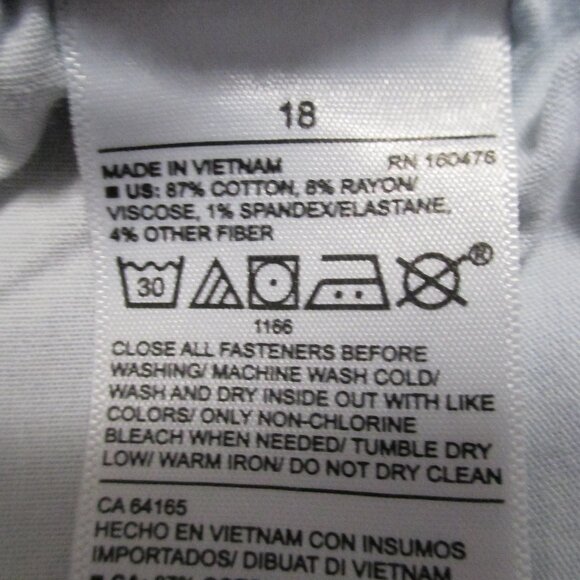 18
MADE IN VIETNAM RN 160476
■ US: 87% COTTON, 8% RAYON/
VISCOSE, 1% SPANDEX/ELASTANE,
4% OTHER FIBER
30 ®
1166
CLOSE ALL FASTENERS BEFORE
WASHING/ MACHINE WASH COLD/
WASH AND DRY INSIDE OUT WITH LIKE
COLORS/ ONLY NON-CHLORINE
BLEACH WHEN NEEDED/ TUMBLE DRY
LOW/ WARM IRON/ DO NOT DRY CLEAN
CA 64165
HECHO EN VIETNAM CON INSUMOS
IMPORTADOS/ DIBUAT DI VIETNAM